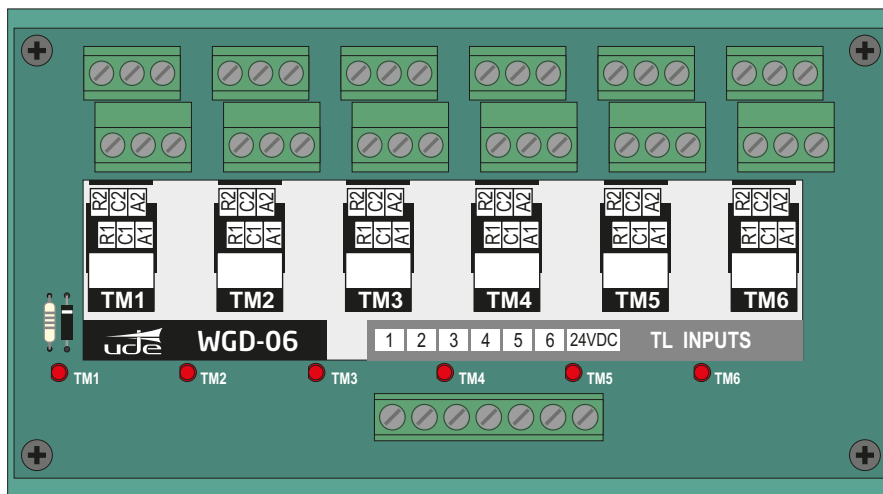 R2 C2 A2 R2 C2 A2 R2 C2 A2 R2 C2 A2 R2 C2 A2 R2 C2 A2
R1 C1 A1 R1 C1 A1 R1 C1 A1 R1 C1 A1 R1 C1 A1 R1 C1 A1
TM1 TM2 TM3 TM4 TM5 TM6
ude WGD-06 1 2 3 4 5 6 24VDC TL INPUTS
TM1 TM2 TM3 TM4 TM5 TM6